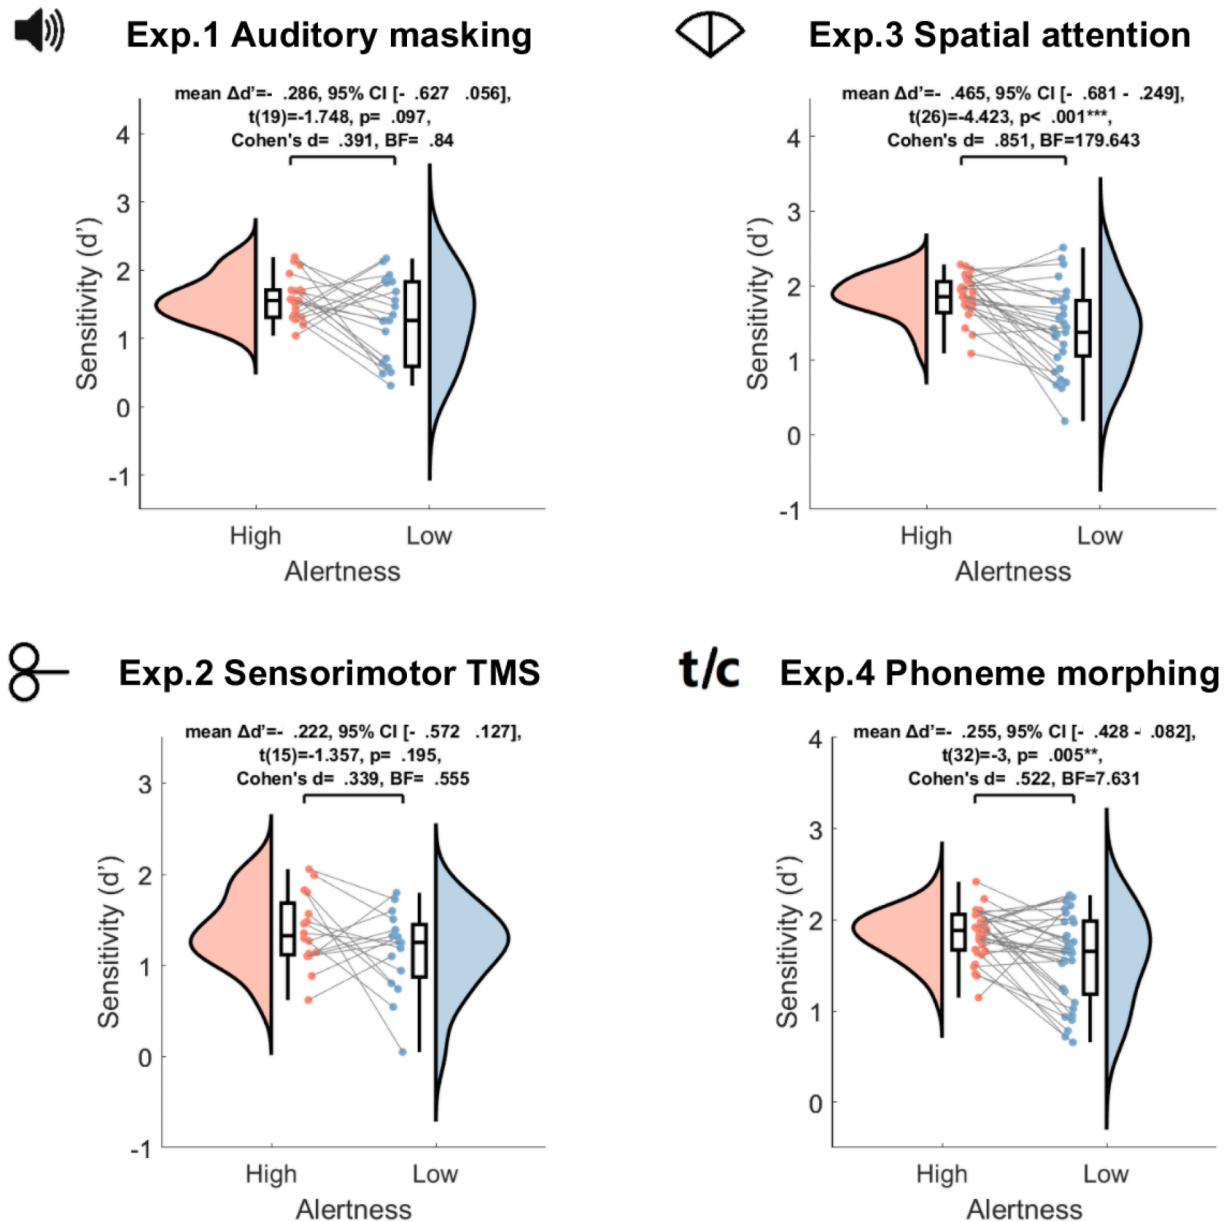 Exp.1 Auditory masking
mean Δd’=- .286, 95% CI [- .627 .056],
t(19)=-1.748, p= .097,
Cohen's d= .391, BF= .84
4
3
2
1
0
-1
Sensitivity (d’)
High
Low
Alertness
Exp.3 Spatial attention
mean Δd’=- .465, 95% CI [- .681 - .249],
t(26)=-4.423, p< .001***,
Cohen's d= .851, BF=179.643
4
3
2
1
0
-1
Sensitivity (d’)
High
Low
Alertness
Exp.2 Sensorimotor TMS
mean Δd’=- .222, 95% CI [- .572 .127],
t(15)=-1.357, p= .195,
Cohen's d= .339, BF= .555
3
2
1
0
-1
Sensitivity (d’)
High
Low
Alertness
t/c
Exp.4 Phoneme morphing
mean Δd’=- .255, 95% CI [- .428 - .082],
t(32)=-3, p= .005**,
Cohen's d= .522, BF=7.631
4
3
2
1
0
Sensitivity (d’)
High
Low
Alertness